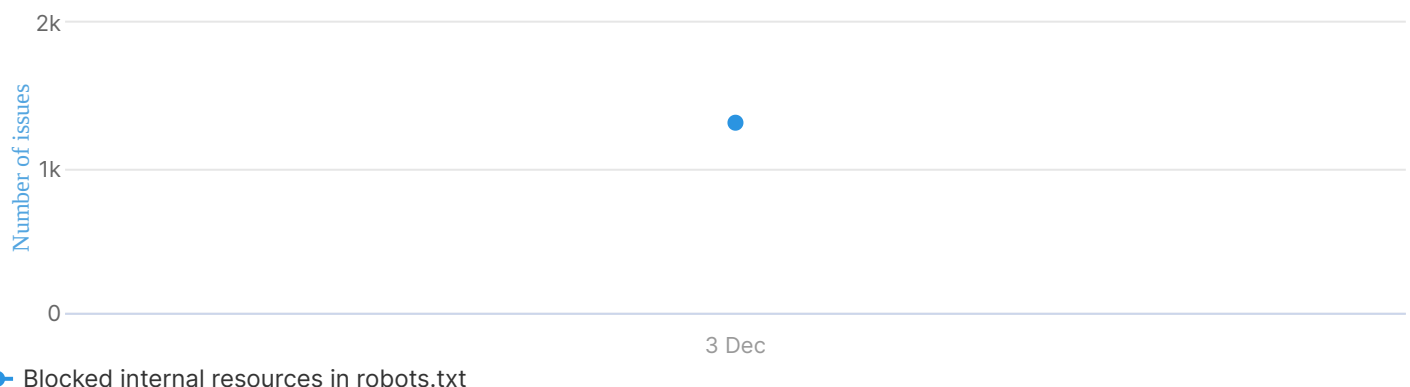 2k
Number of issues
1k
0
3 Dec
Blocked internal resources in robots.txt